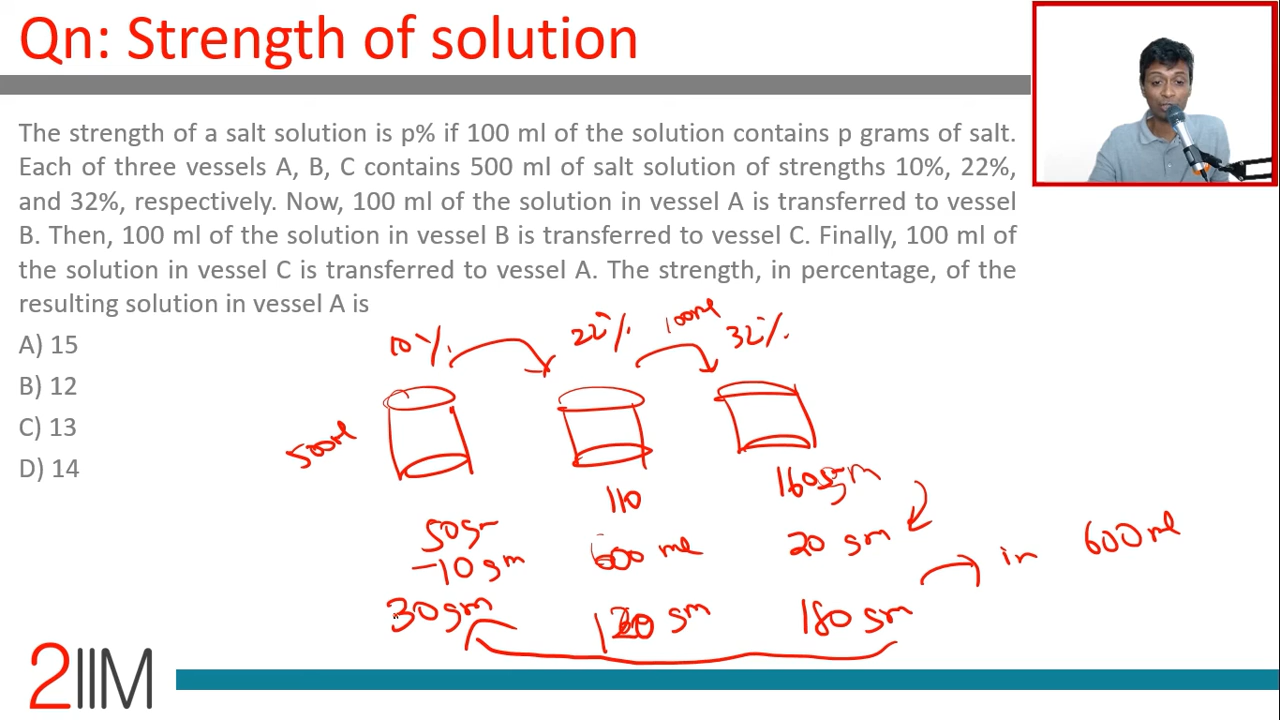 Qn: Strength of solution
The strength of a salt solution is p% if 100 ml of the solution contains p grams of salt.
Each of three vessels A, B, C contains 500 ml of salt solution of strengths 10%, 22%,
and 32%, respectively. Now, 100 ml of the solution in vessel A is transferred to vessel
B. Then, 100 ml of the solution in vessel B is transferred to vessel C. Finally, 100 ml of
the solution in vessel C is transferred to vessel A. The strength, in percentage, of the
resulting solution in vessel A is
A) 15
B) 12
C) 13
D) 14
10% 22% 100ml 32%
500ml
110 160gm
50gm 600 ml 20 gm in 600ml
-10gm
30gm gm 180 gm
2IIM